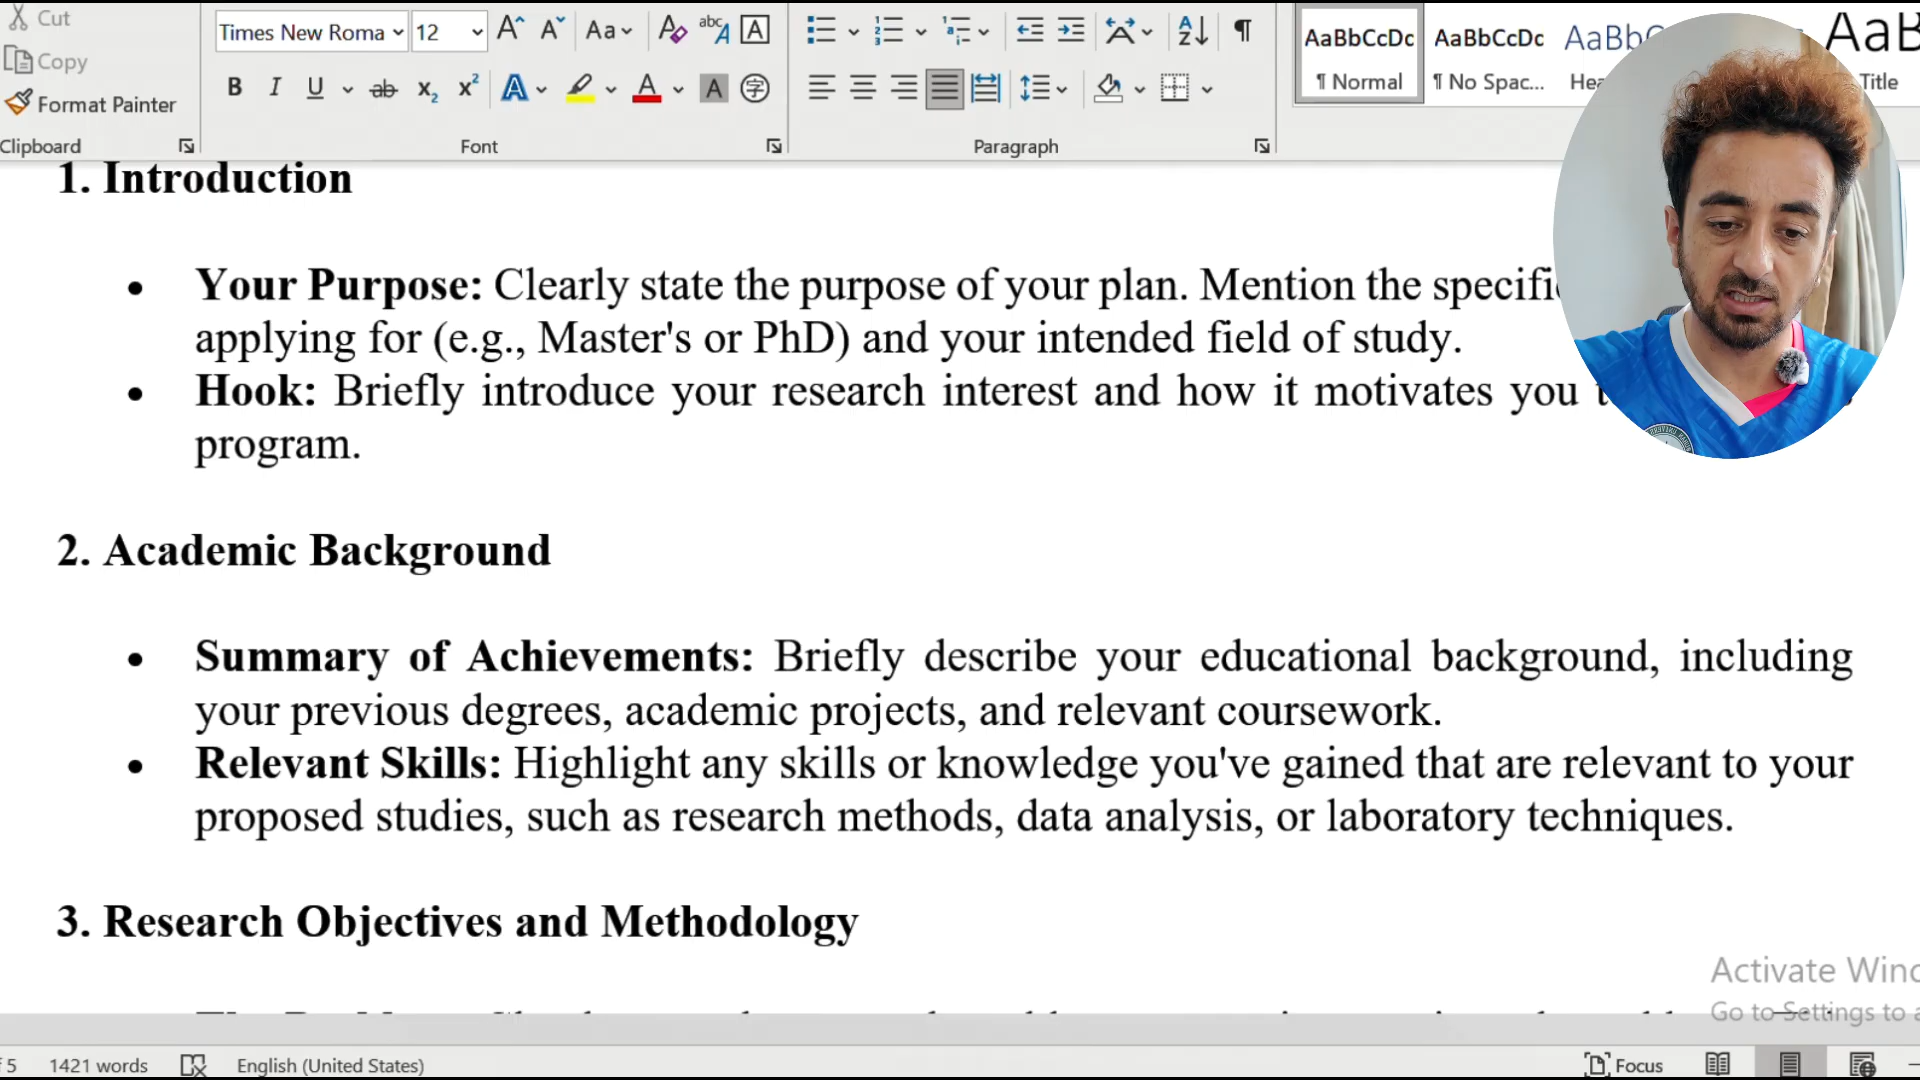 Cut
Times New Roma
12
Aa
AaBbCcDc
AaBbCcDc
Copy
¶ Normal
¶ No Spac...
Title
Format Painter
Clipboard
Font
Paragraph
1. Introduction
• Your Purpose: Clearly state the purpose of your plan. Mention the
applying for (e.g., Master's or PhD) and your intended field of study.
• Hook: Briefly introduce your research interest and how it motivates you
program.
2. Academic Background
• Summary of Achievements: Briefly describe your educational background, including
your previous degrees, academic projects, and relevant coursework.
• Relevant Skills: Highlight any skills or knowledge you've gained that are relevant to your
proposed studies, such as research methods, data analysis, or laboratory techniques.
3. Research Objectives and Methodology
Activate
Go to Settings to
5
1421 words
English (United States)
Focus